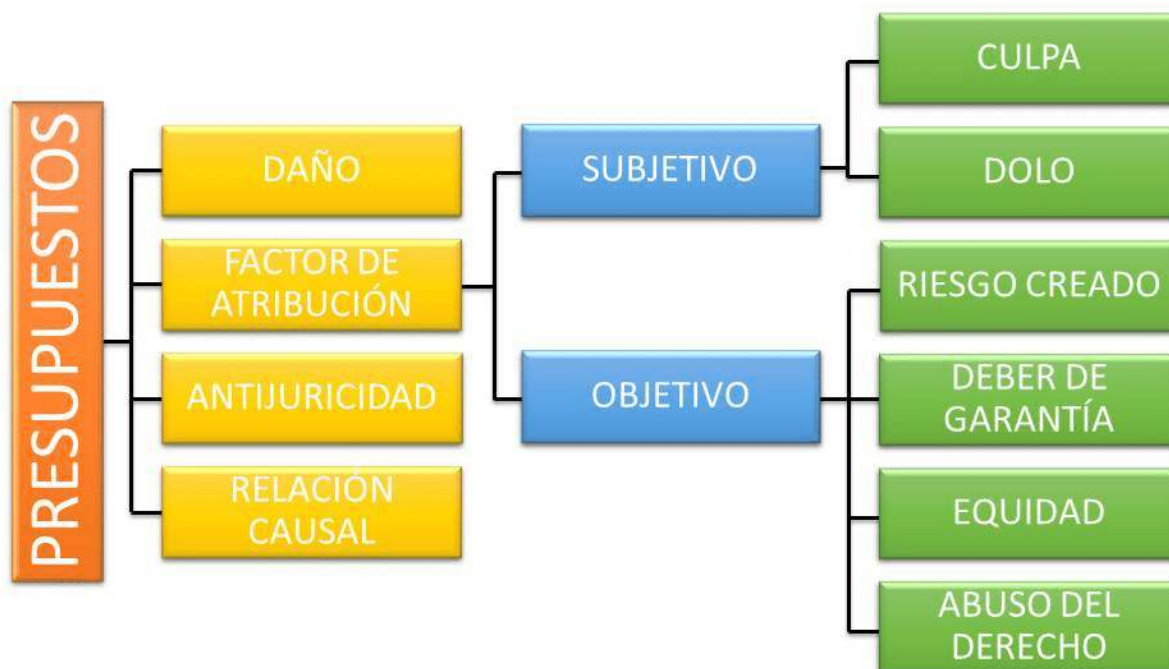 PRESUPUESTOS
DAÑO
FACTOR DE
ATRIBUCIÓN
ANTIJURICIDAD
RELACIÓN
CAUSAL
SUBJETIVO
OBJETIVO
CULPA
DOLO
RIESGO CREADO
DEBER DE
GARANTÍA
EQUIDAD
ABUSO DEL
DERECHO